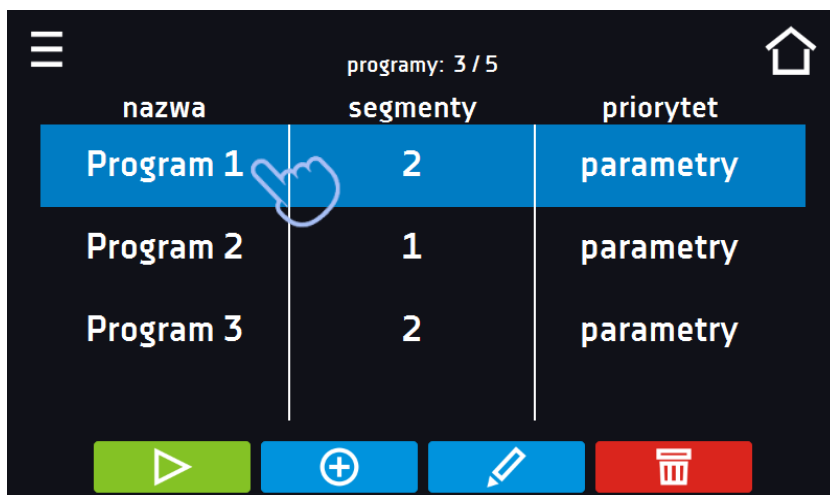 programy: 3 / 5
nazwa segmenty priorytet
Program 1 2 parametry
Program 2 1 parametry
Program 3 2 parametry